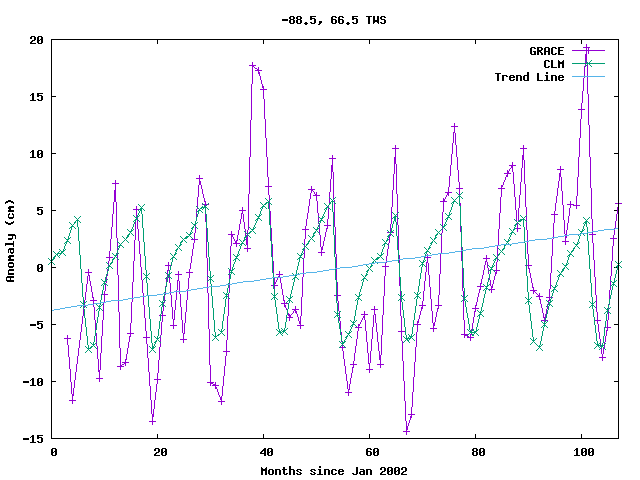 -88.5, 66.5 TWS
20
15
10
5
0
-5
-10
-15
Anomaly (cm)
GRACE
CLM
Trend Line
0 20 40 60 80 100
Months since Jan 2002